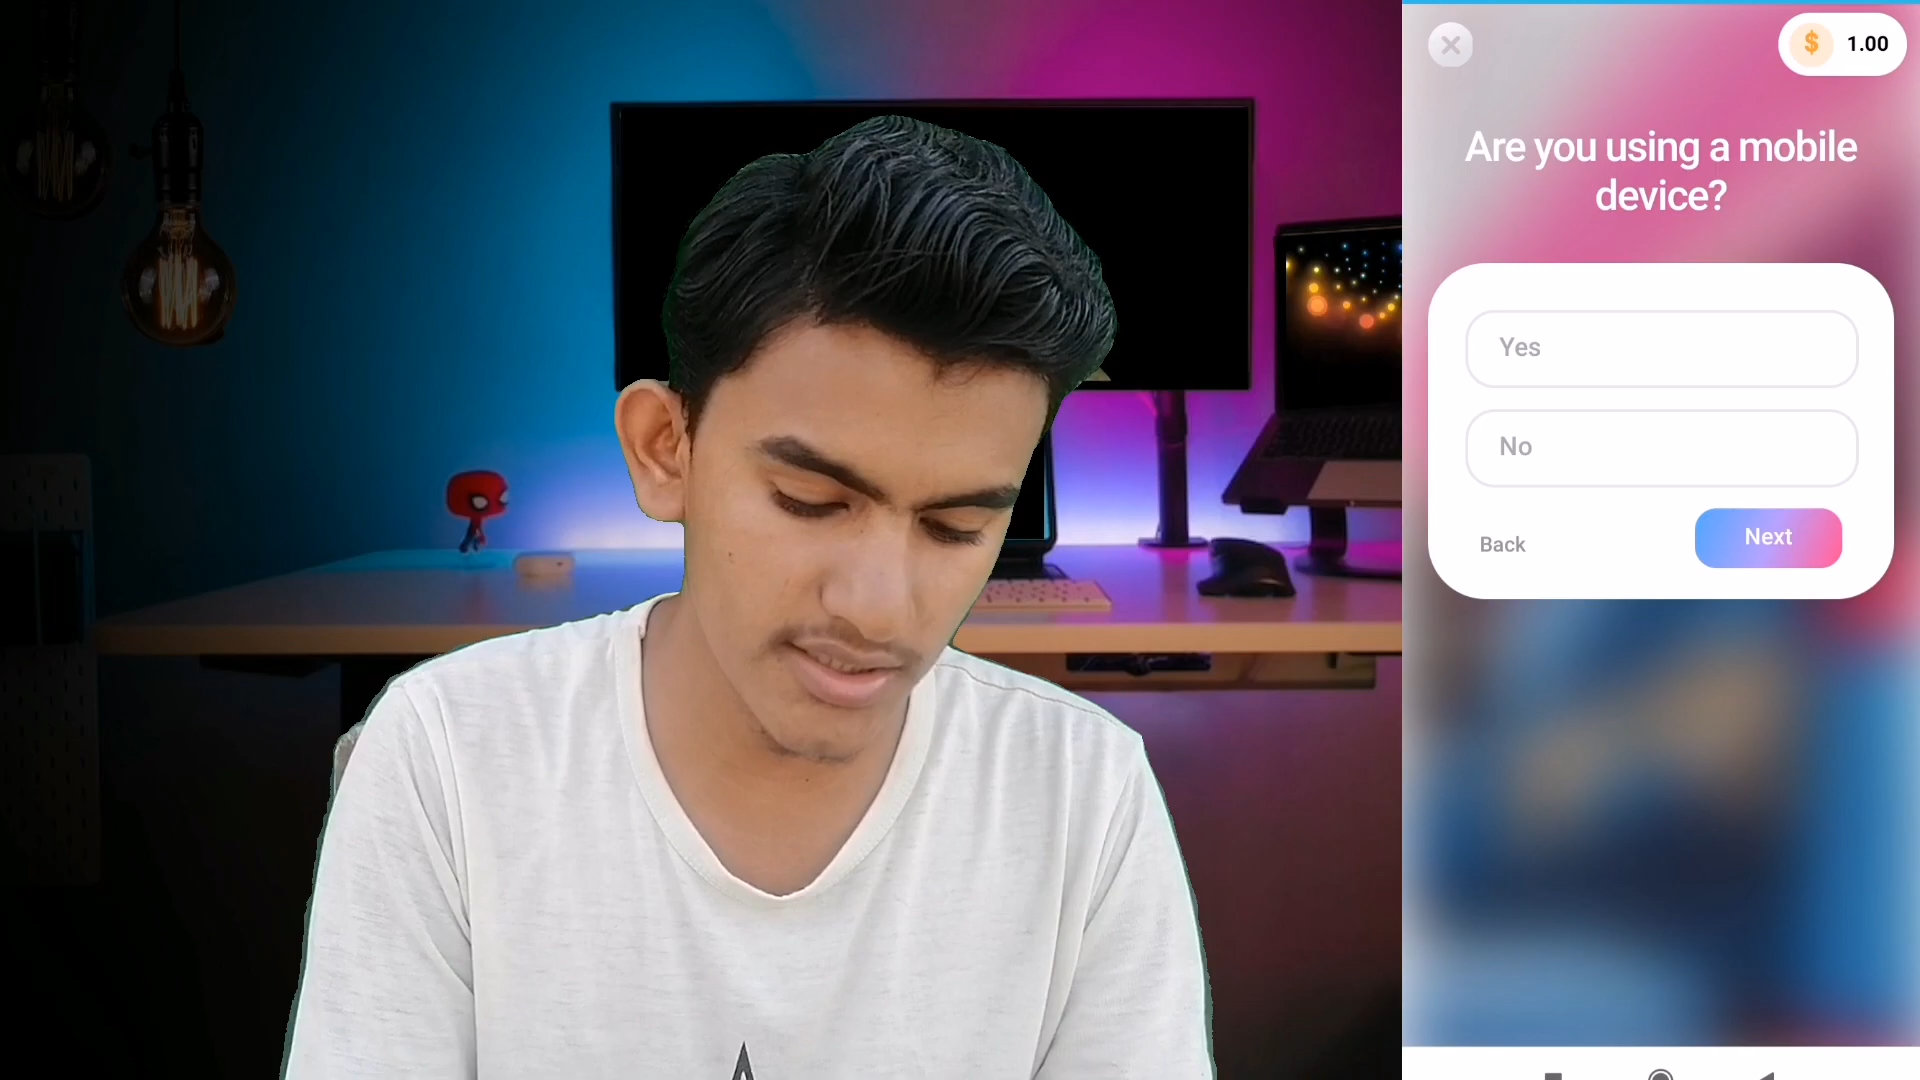 $ 1.00
Are you using a mobile
device?
Yes
No
Back
Next